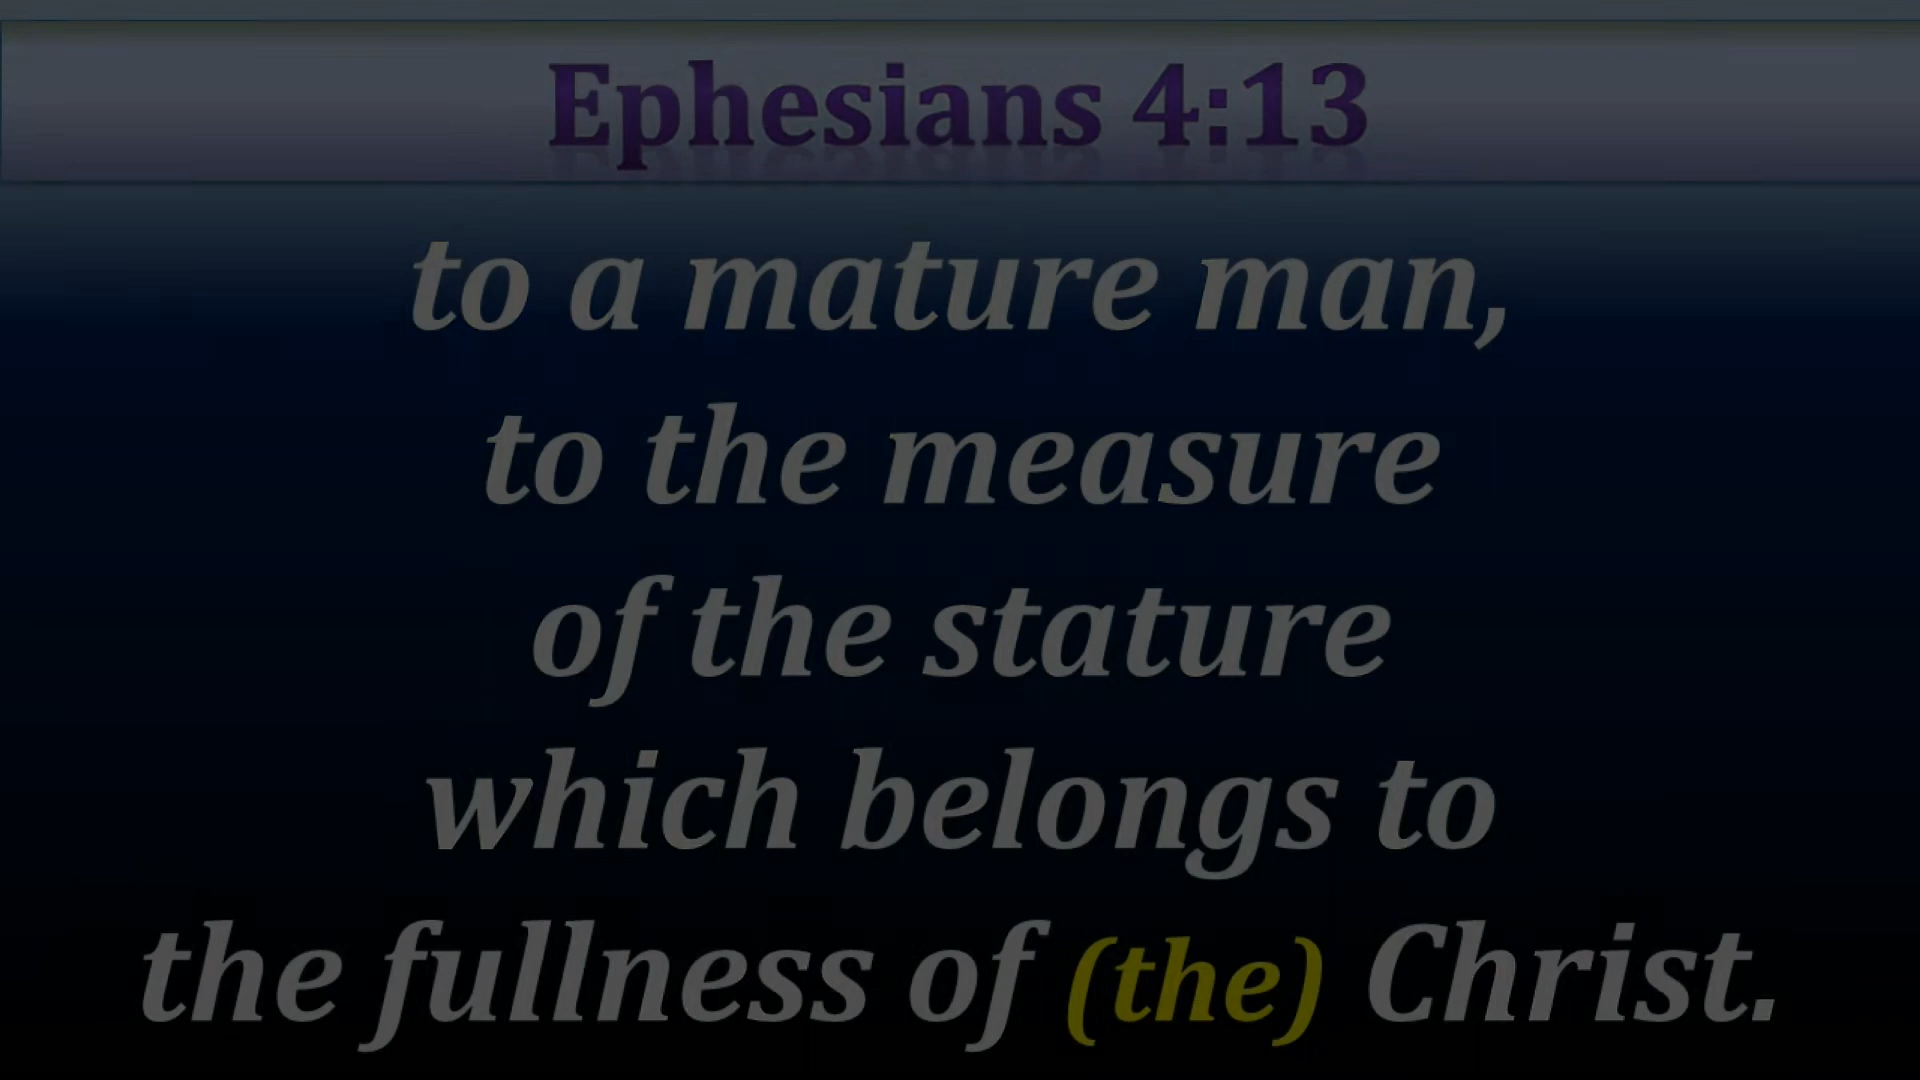 Ephesians 4:13
to a mature man,
to the measure
of the stature
which belongs to
the fullness of (the) Christ.